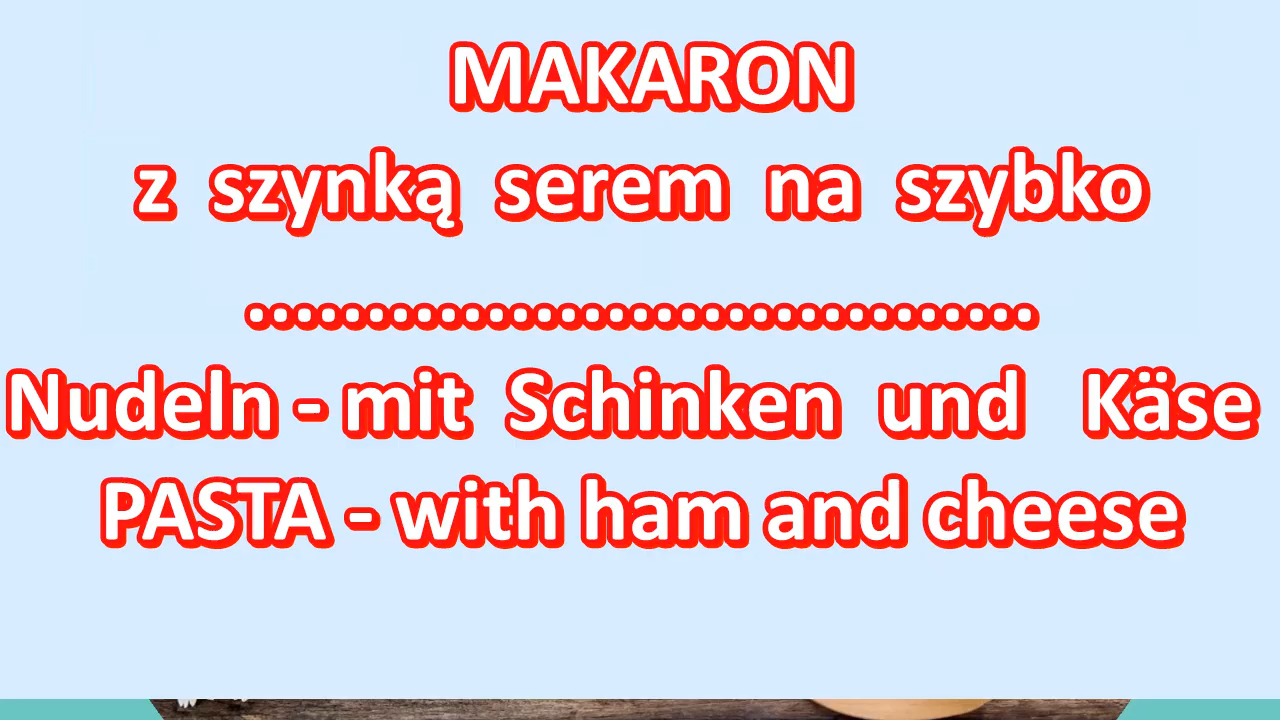 MAKARON
z szynką serem na szybko
.................................
Nudeln - mit Schinken und Käse
PASTA - with ham and cheese